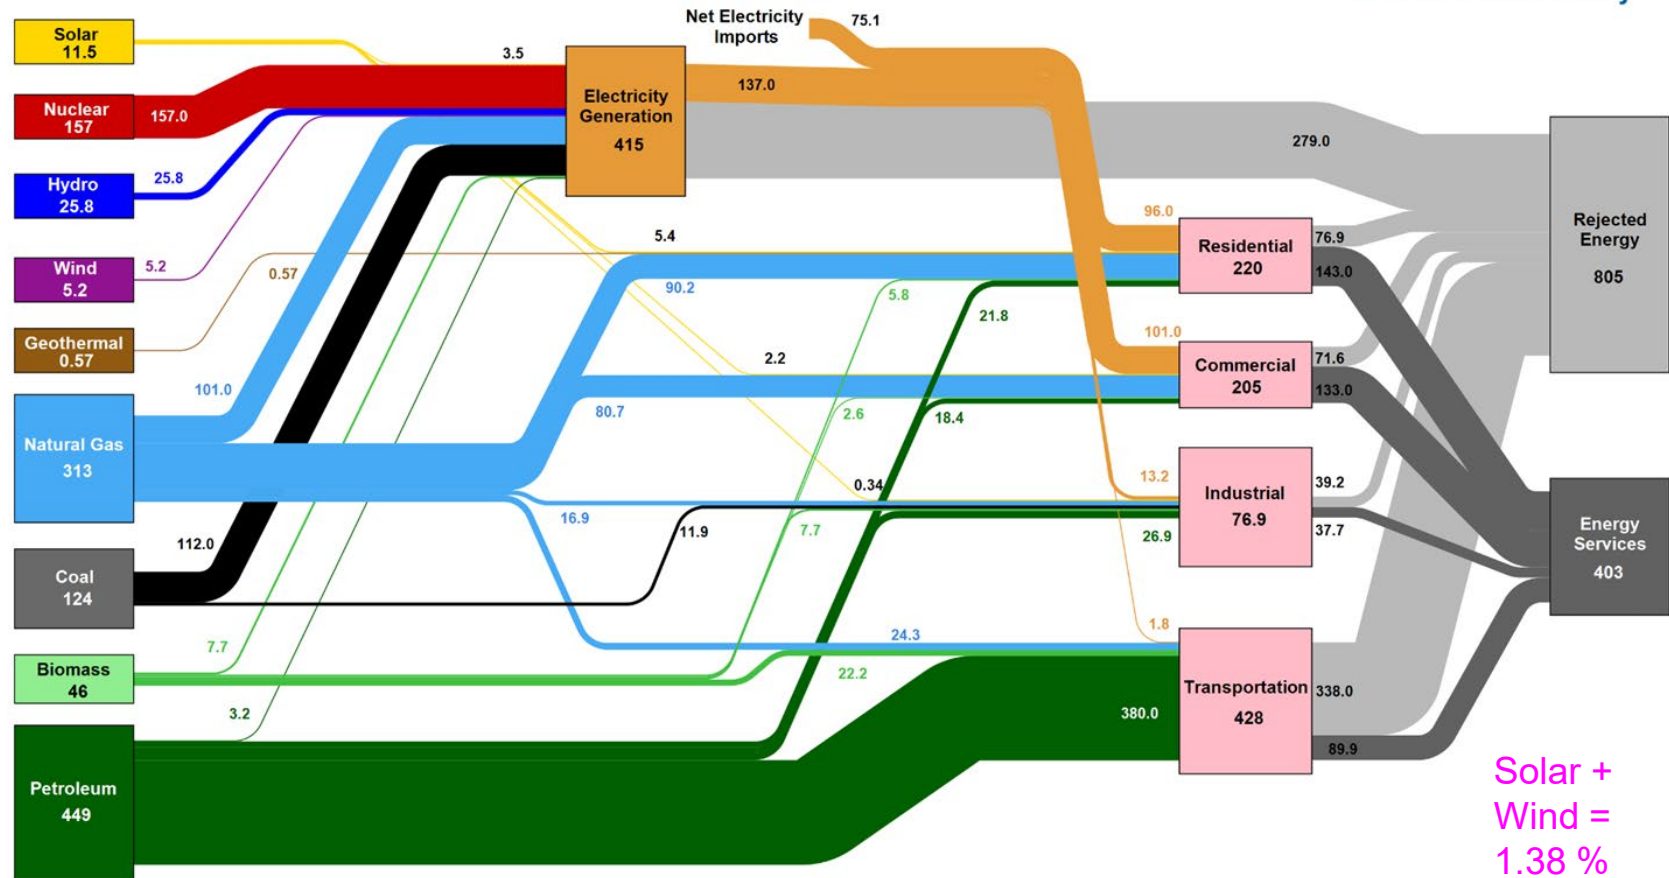 Net Electricity
Imports
75.1
Solar
11.5
3.5
Nuclear
157
157.0
Electricity
Generation
415
137.0
279.0
Hydro
25.8
25.8
Wind
5.2
5.2
Geothermal
0.57
0.57
5.4
90.2
96.0
Residential
220
76.9
143.0
Rejected
Energy
805
5.8
21.8
101.0
Natural Gas
313
2.2
80.7
2.6
18.4
101.0
Commercial
205
71.6
133.0
0.34
16.9
7.7
11.9
13.2
26.9
Industrial
76.9
39.2
37.7
Energy
Services
403
112.0
Coal
124
7.7
Biomass
46
24.3
22.2
1.8
3.2
Petroleum
449
380.0
Transportation
428
338.0
89.9
Solar +
Wind =
1.38 %